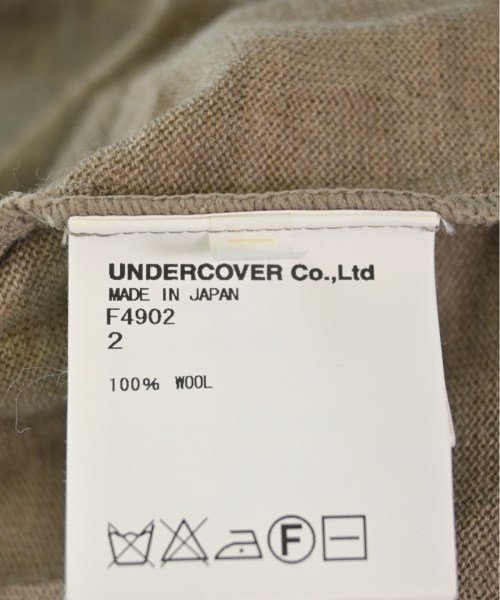 UNDERCOVER Co.,Ltd
MADE IN JAPAN
F4902
2
100% WOOL
F